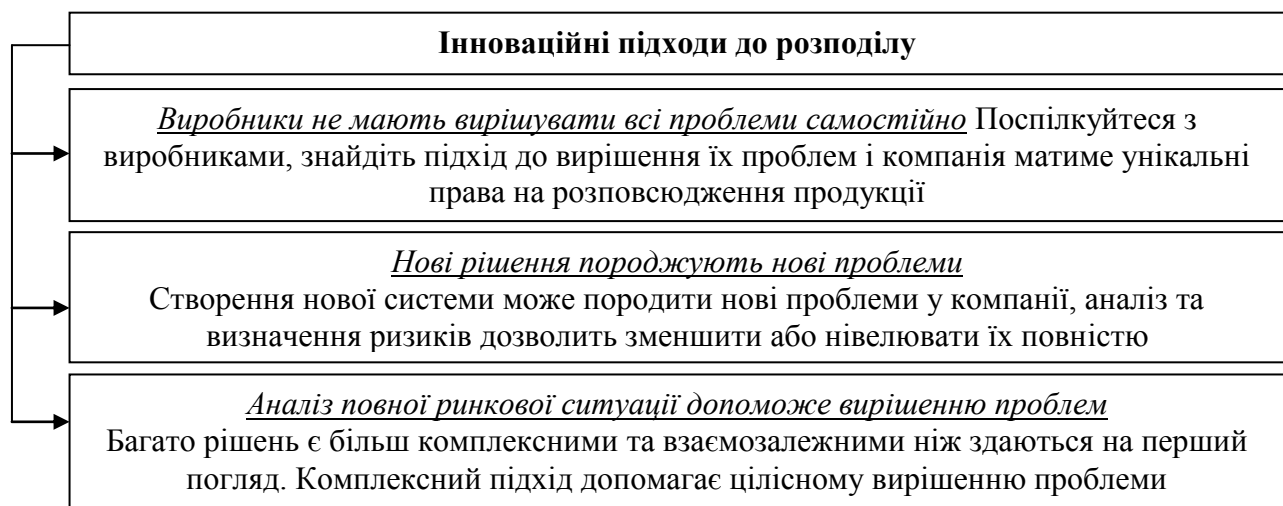 Інноваційні підходи до розподілу
Виробники не мають вирішувати всі проблеми самостійно Поспілкуйтеся з
виробниками, знайдіть підхід до вирішення їх проблем і компанія матиме унікальні
права на розповсюдження продукції
Нові рішення породжують нові проблеми
Створення нової системи може породити нові проблеми у компанії, аналіз та
визначення ризиків дозволить зменшити або нівелювати їх повністю
Аналіз повної ринкової ситуації допоможе вирішенню проблем
Багато рішень є більш комплексними та взаємозалежними ніж здаються на перший
погляд. Комплексний підхід допомагає цілісному вирішенню проблеми